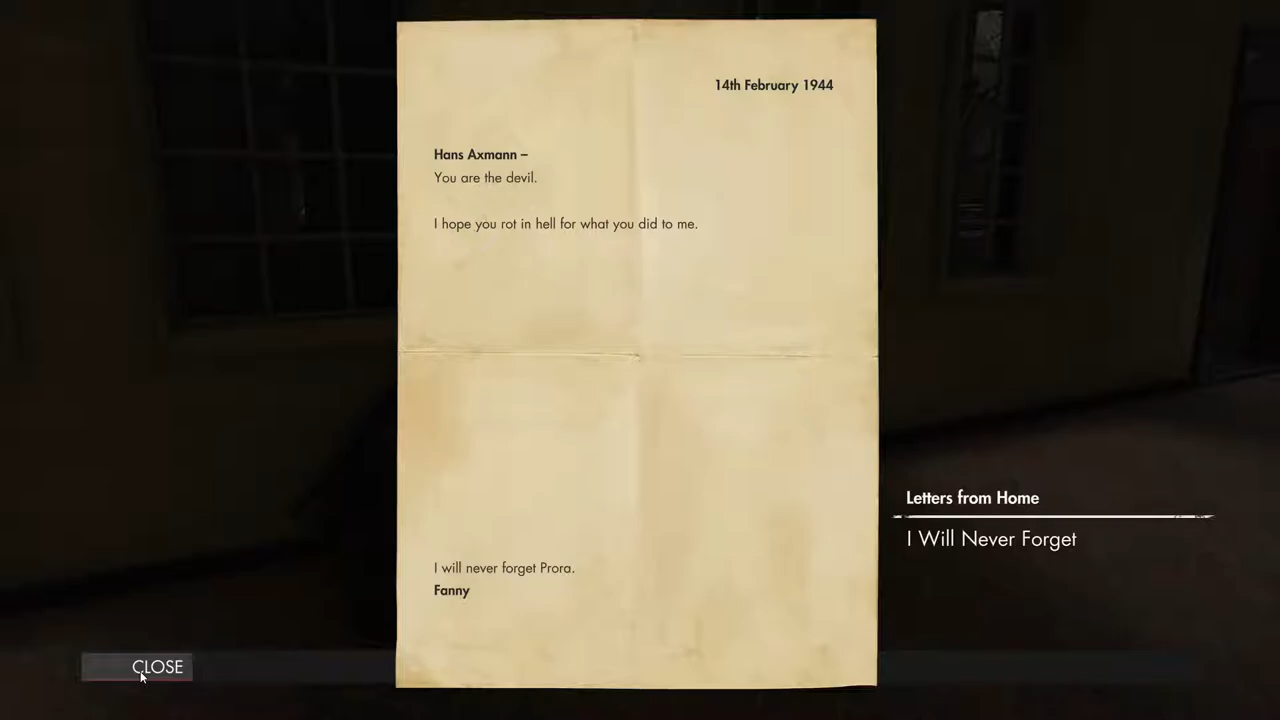 14th February 1944
Hans Axmann –
You are the devil.
I hope you rot in hell for what you did to me.
I will never forget Prora.
Fanny
Letters from Home
I Will Never Forget
CLOSE